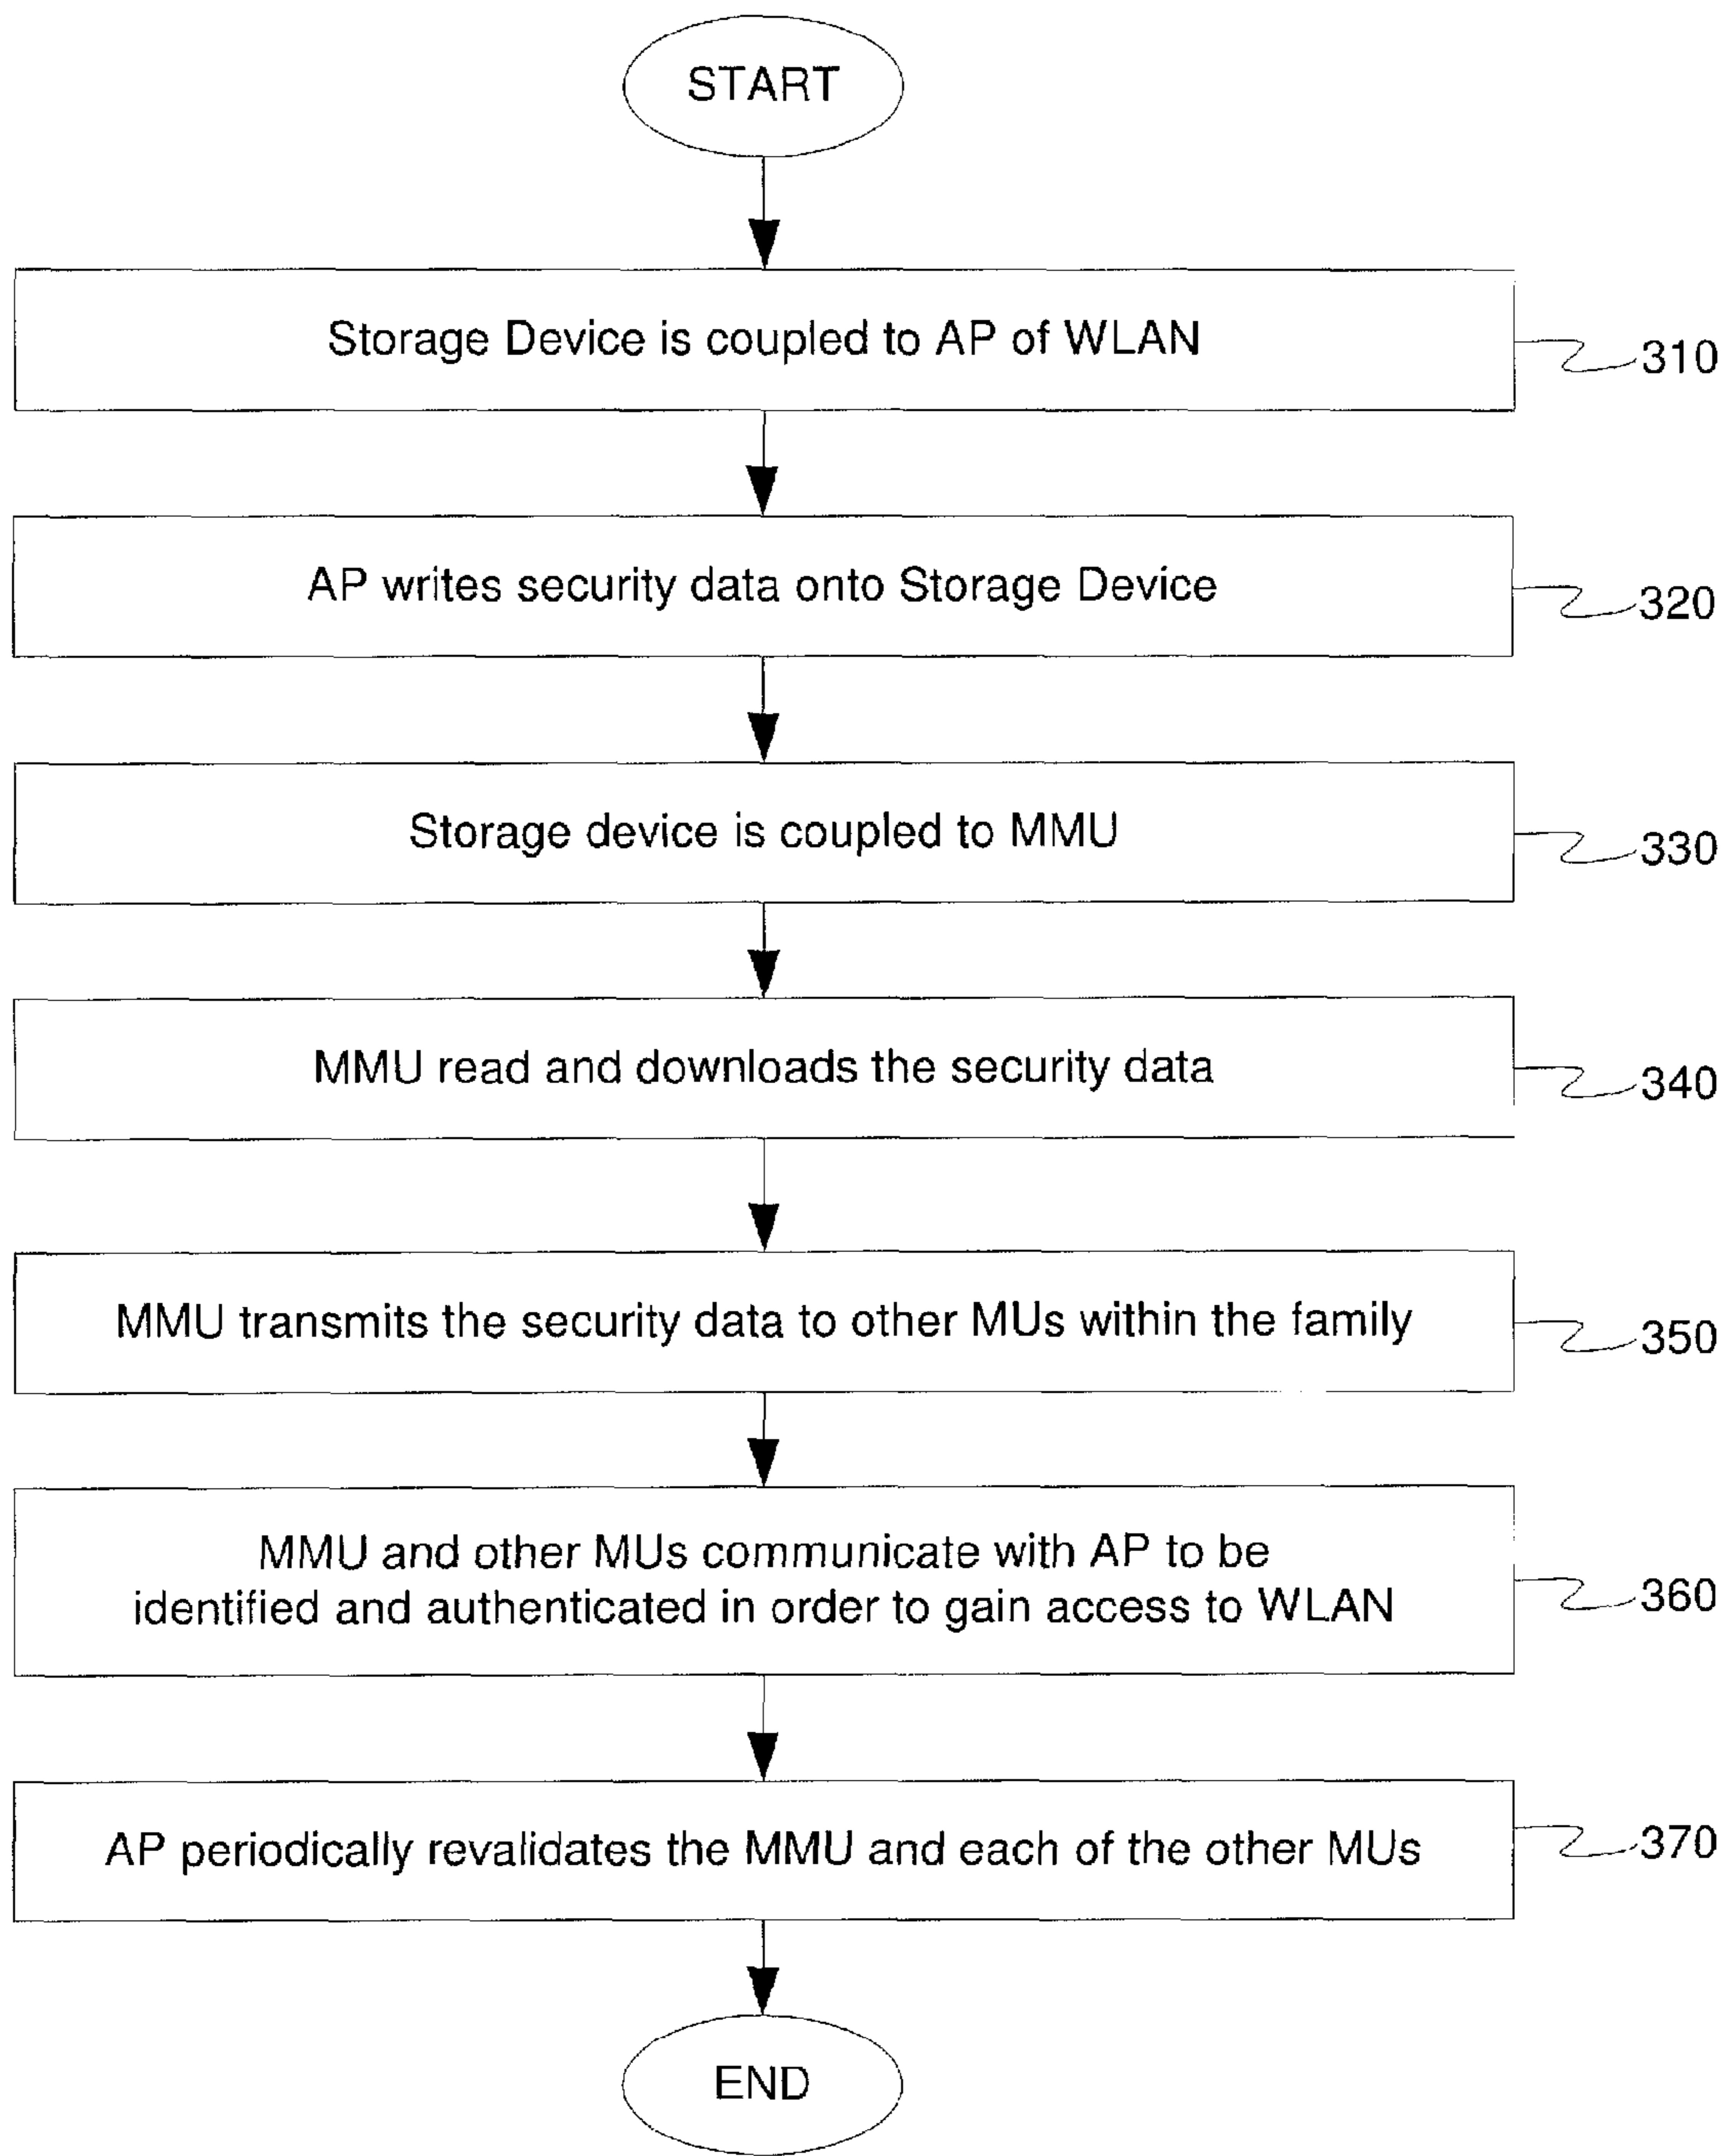 START
Storage Device is coupled to AP of WLAN
310
AP writes security data onto Storage Device
320
Storage device is coupled to MMU
330
MMU read and downloads the security data
340
MMU transmits the security data to other MUs within the family
350
MMU and other MUs communicate with AP to be
identified and authenticated in order to gain access to WLAN
360
AP periodically revalidates the MMU and each of the other MUs
370
END